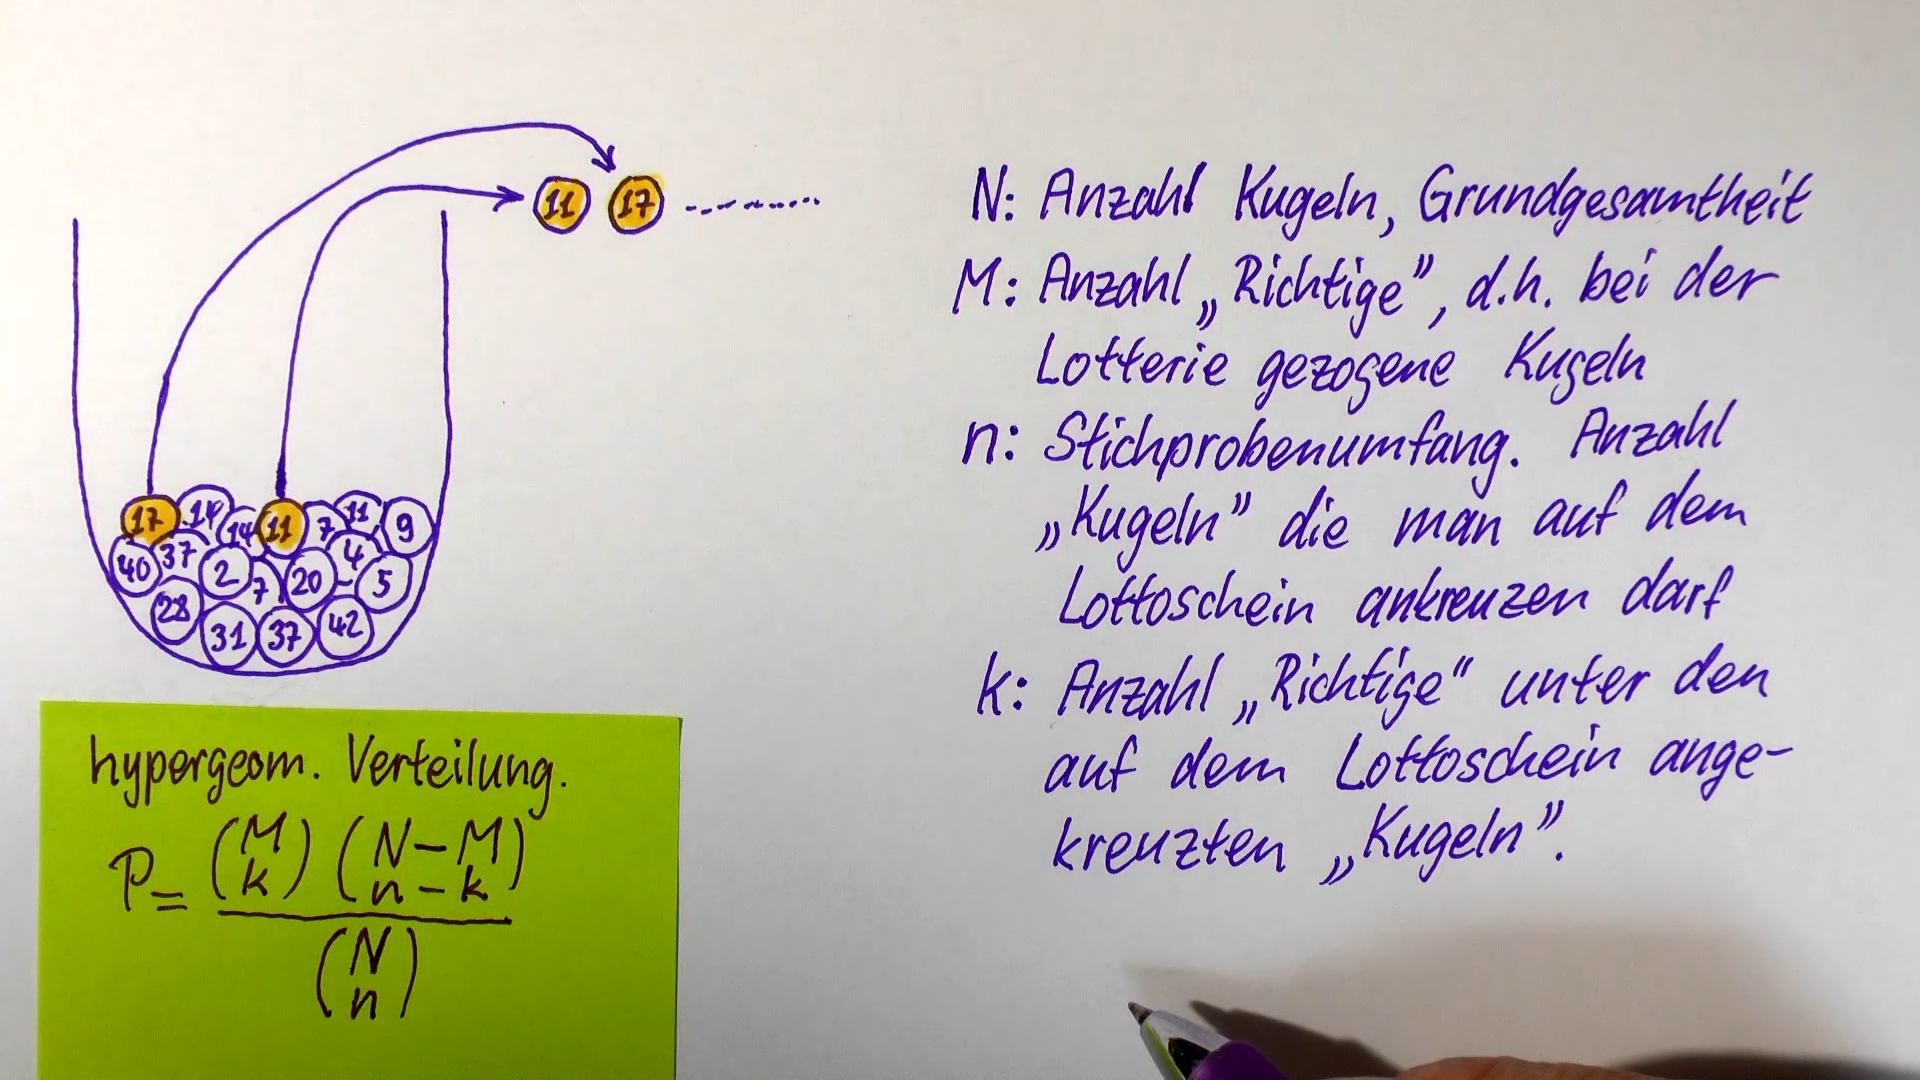 11 17
N: Anzahl Kugeln, Grundgesamtheit
M: Anzahl „Richtige”, d.h. bei der
Lotterie gezogene Kugeln
n: Stichprobenumfang. Anzahl
„Kugeln” die man auf dem
Lottoschein ankreuzen darf
k: Anzahl „Richtige“ unter den
auf dem Lottoschein ange-
kreuzten „Kugeln”.
17 14 14 11 7 11 9
40 37 2 7 20 4 5
28 31 37 42
hypergeom. Verteilung.
P = (M k) (N-M n-k)
(N n)